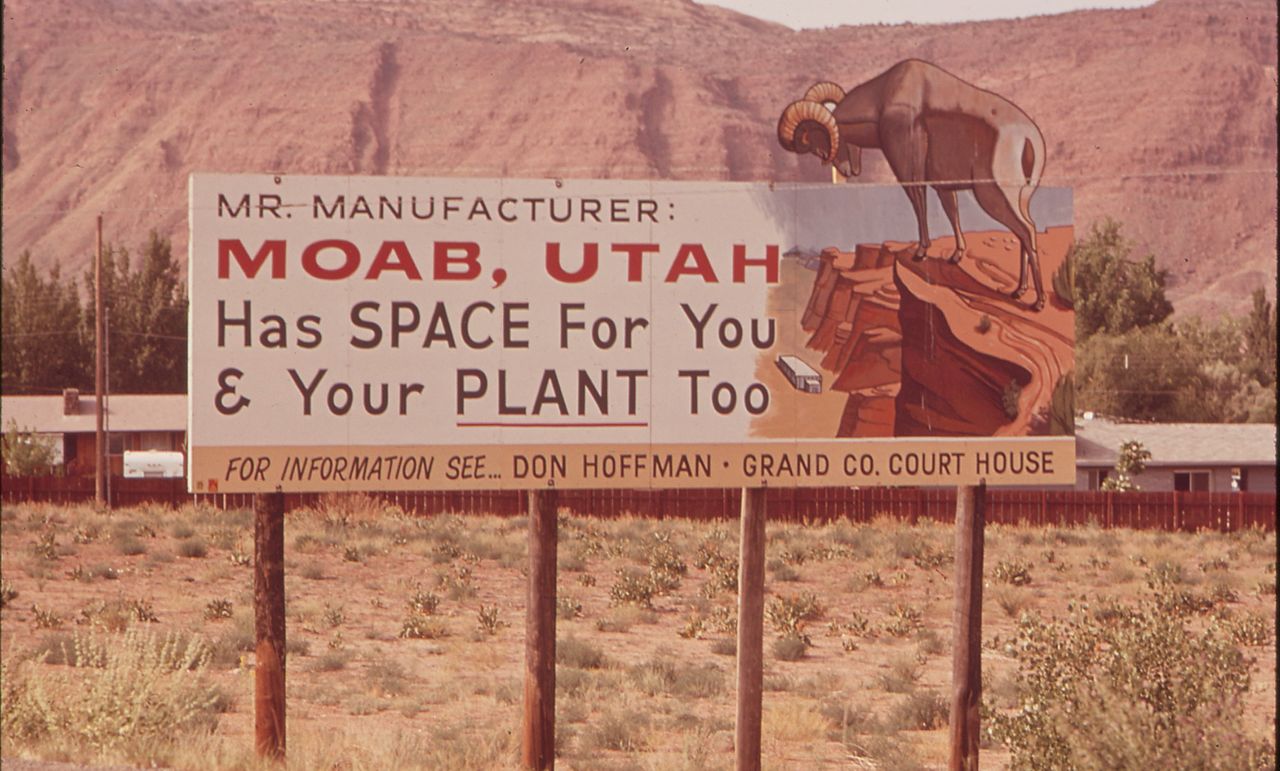 MR. MANUFACTURER:
MOAB, UTAH
Has SPACE For You
& Your PLANT Too
FOR INFORMATION SEE... DON HOFFMAN · GRAND CO. COURT HOUSE